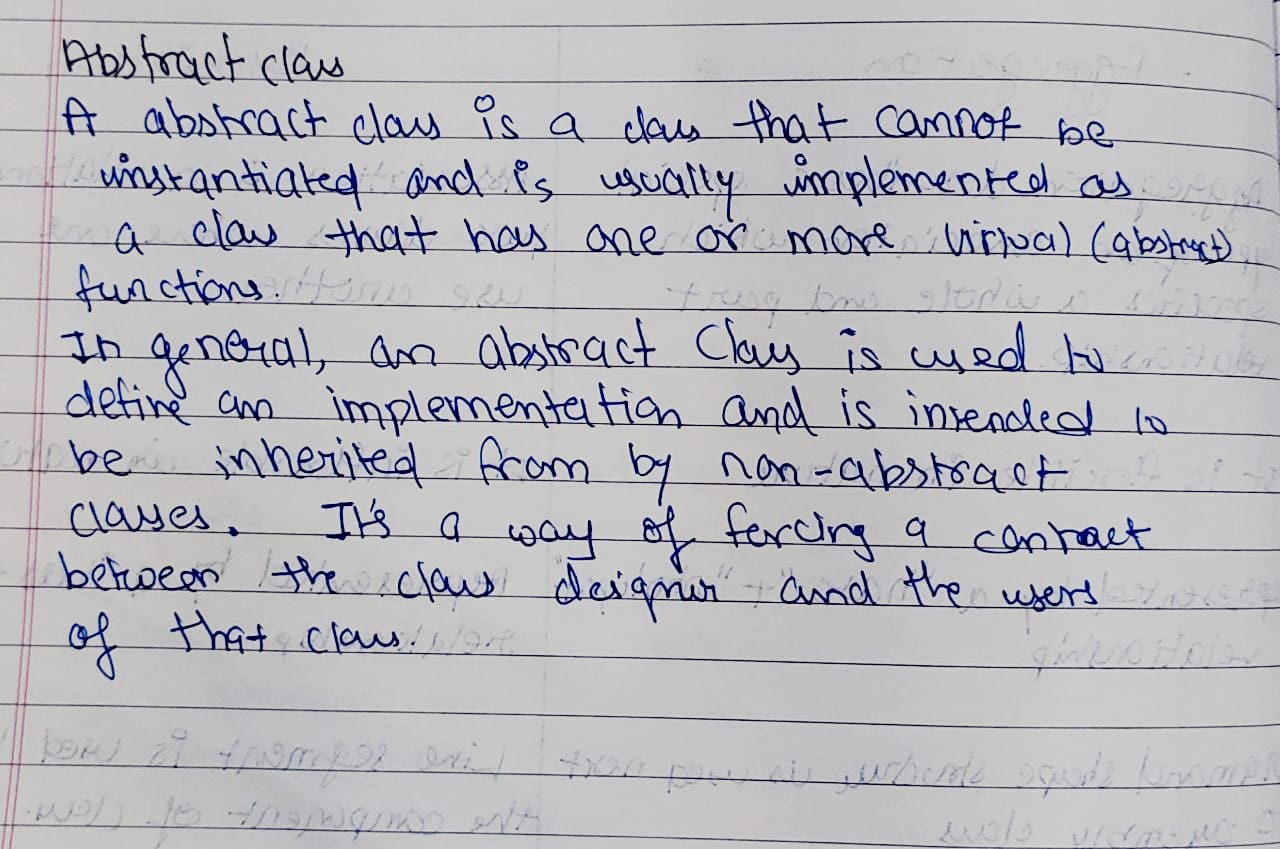 Abstract class
A abstract class is a class that cannot be
instantiated and is usually implemented as
a class that has one or more virtual (abstract)
functions.
In general, an abstract Class is used to
define an implementation and is intended to
be inherited from by non-abstract
classes. It's a way of forcing a contract
between the class designer and the users
of that class.